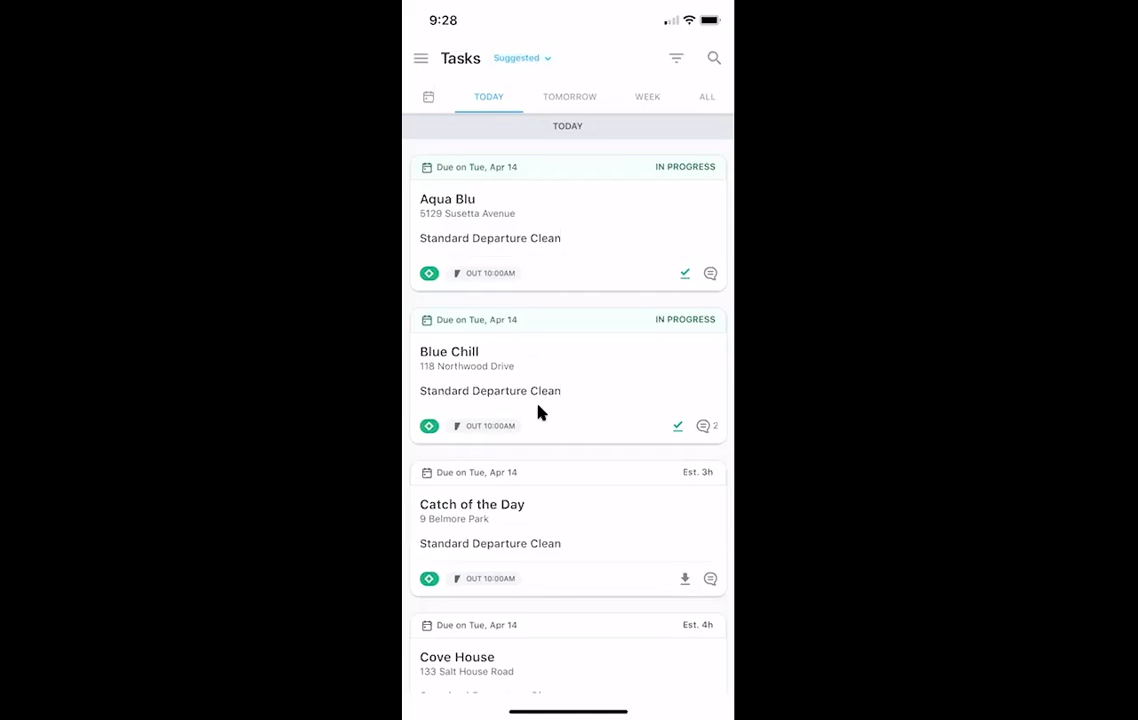 9:28
Tasks Suggested
TODAY TOMORROW WEEK ALL
TODAY
Due on Tue, Apr 14 IN PROGRESS
Aqua Blu
5129 Susetta Avenue
Standard Departure Clean
OUT 10:00AM
Due on Tue, Apr 14 IN PROGRESS
Blue Chill
118 Northwood Drive
Standard Departure Clean
OUT 10:00AM 2
Due on Tue, Apr 14 Est. 3h
Catch of the Day
9 Belmore Park
Standard Departure Clean
OUT 10:00AM
Due on Tue, Apr 14 Est. 4h
Cove House
133 Salt House Road